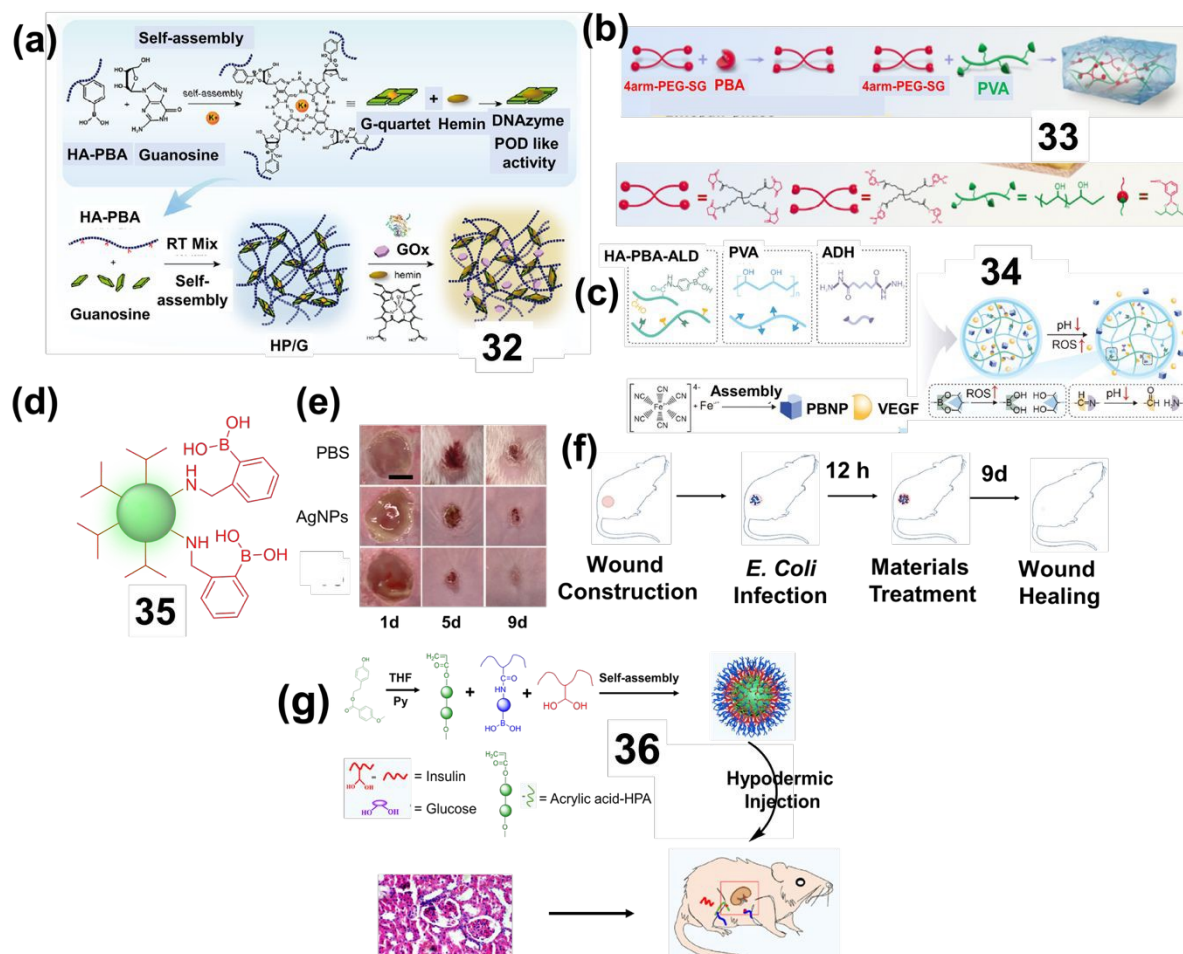 (a)
Self-assembly
self-assembly
K+
K+
+
≡
+
HA-PBA
Guanosine
G-quartet
Hemin
DNAzyme
POD like
activity
HA-PBA
+
Guanosine
RT Mix
Self-
assembly
HP/G
GOx
hemin
32
(b)
4arm-PEG-SG
+
PBA
4arm-PEG-SG
+
PVA
33
=
=
=
=
(c)
HA-PBA-ALD
PVA
ADH
34
pH↓
ROS↑
ROS↑
pH↓
Assembly
PBNP
VEGF
(d)
HO
B
OH
NH
NH
HO
B
OH
35
(e)
PBS
AgNPs
1d
5d
9d
(f)
12 h
9d
Wound
Construction
E. Coli
Infection
Materials
Treatment
Wound
Healing
(g)
THF
Py
+
+
Self-assembly
36
= Insulin
= Glucose
= Acrylic acid-HPA
Hypodermic
Injection